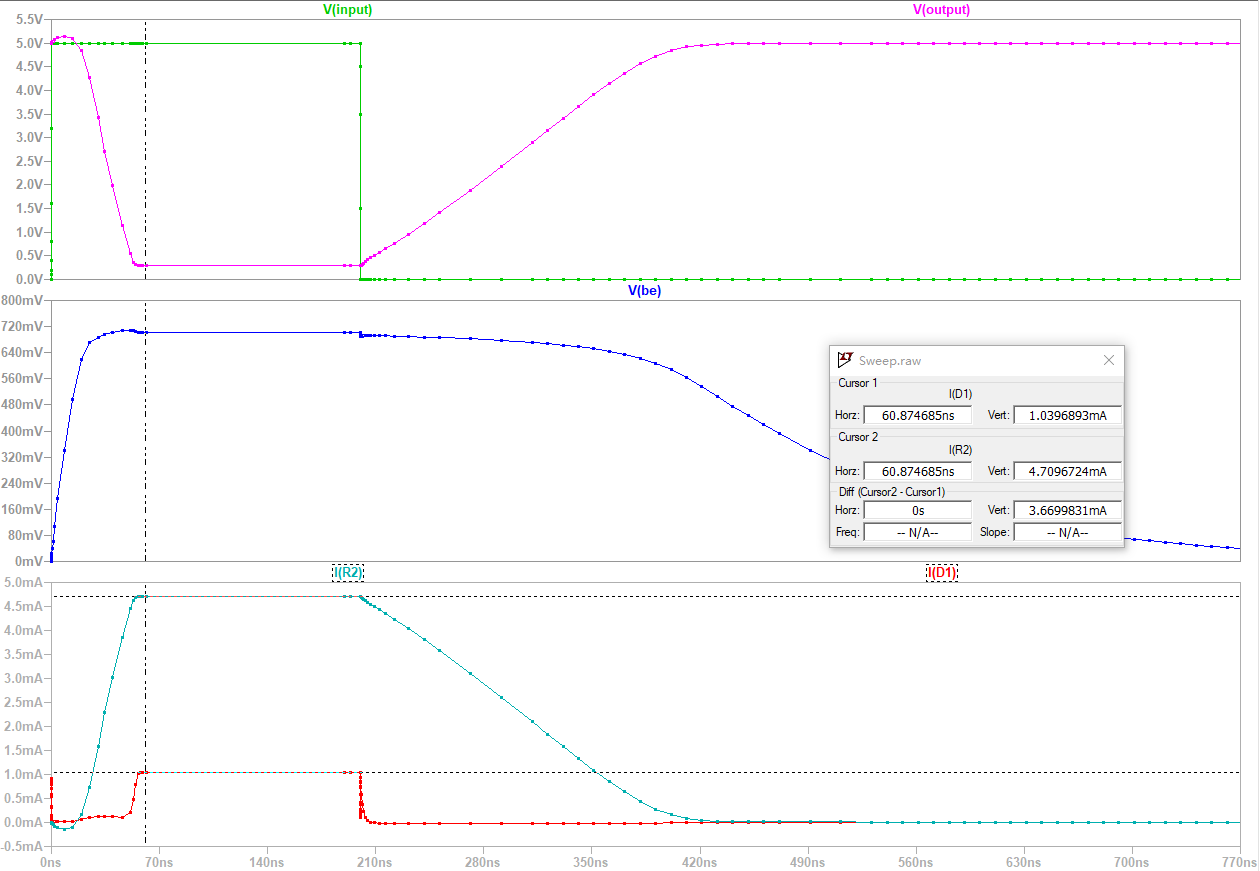 V(input) V(output)
5.5V
5.0V
4.5V
4.0V
3.5V
3.0V
2.5V
2.0V
1.5V
1.0V
0.5V
0.0V
V(be)
800mV
720mV
640mV
560mV
480mV
400mV
320mV
240mV
160mV
80mV
0mV
Sweep.raw
Cursor 1
I(D1)
Horz: 60.874685ns Vert: 1.0396893mA
Cursor 2
I(R2)
Horz: 60.874685ns Vert: 4.7096724mA
Diff (Cursor2 - Cursor1)
Horz: 0s Vert: 3.6699831mA
Freq: -- N/A-- Slope: -- N/A--
I(R2) I(D1)
5.0mA
4.5mA
4.0mA
3.5mA
3.0mA
2.5mA
2.0mA
1.5mA
1.0mA
0.5mA
0.0mA
-0.5mA
0ns 70ns 140ns 210ns 280ns 350ns 420ns 490ns 560ns 630ns 700ns 770ns